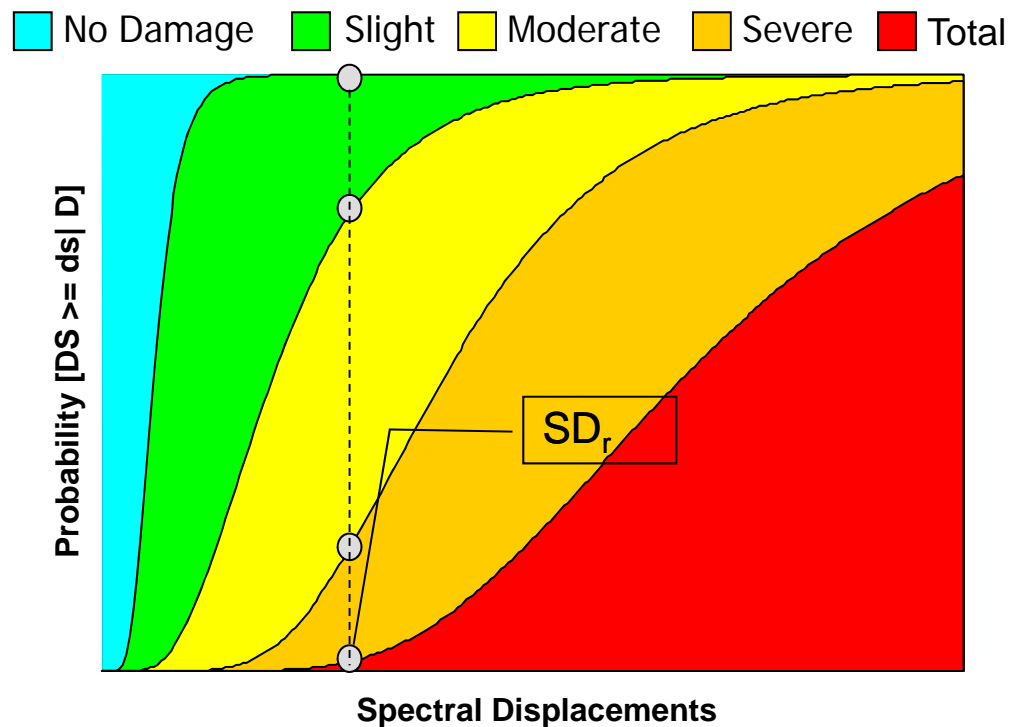 No Damage Slight Moderate Severe Total
Probability [DS >= ds| D]
SDr
Spectral Displacements